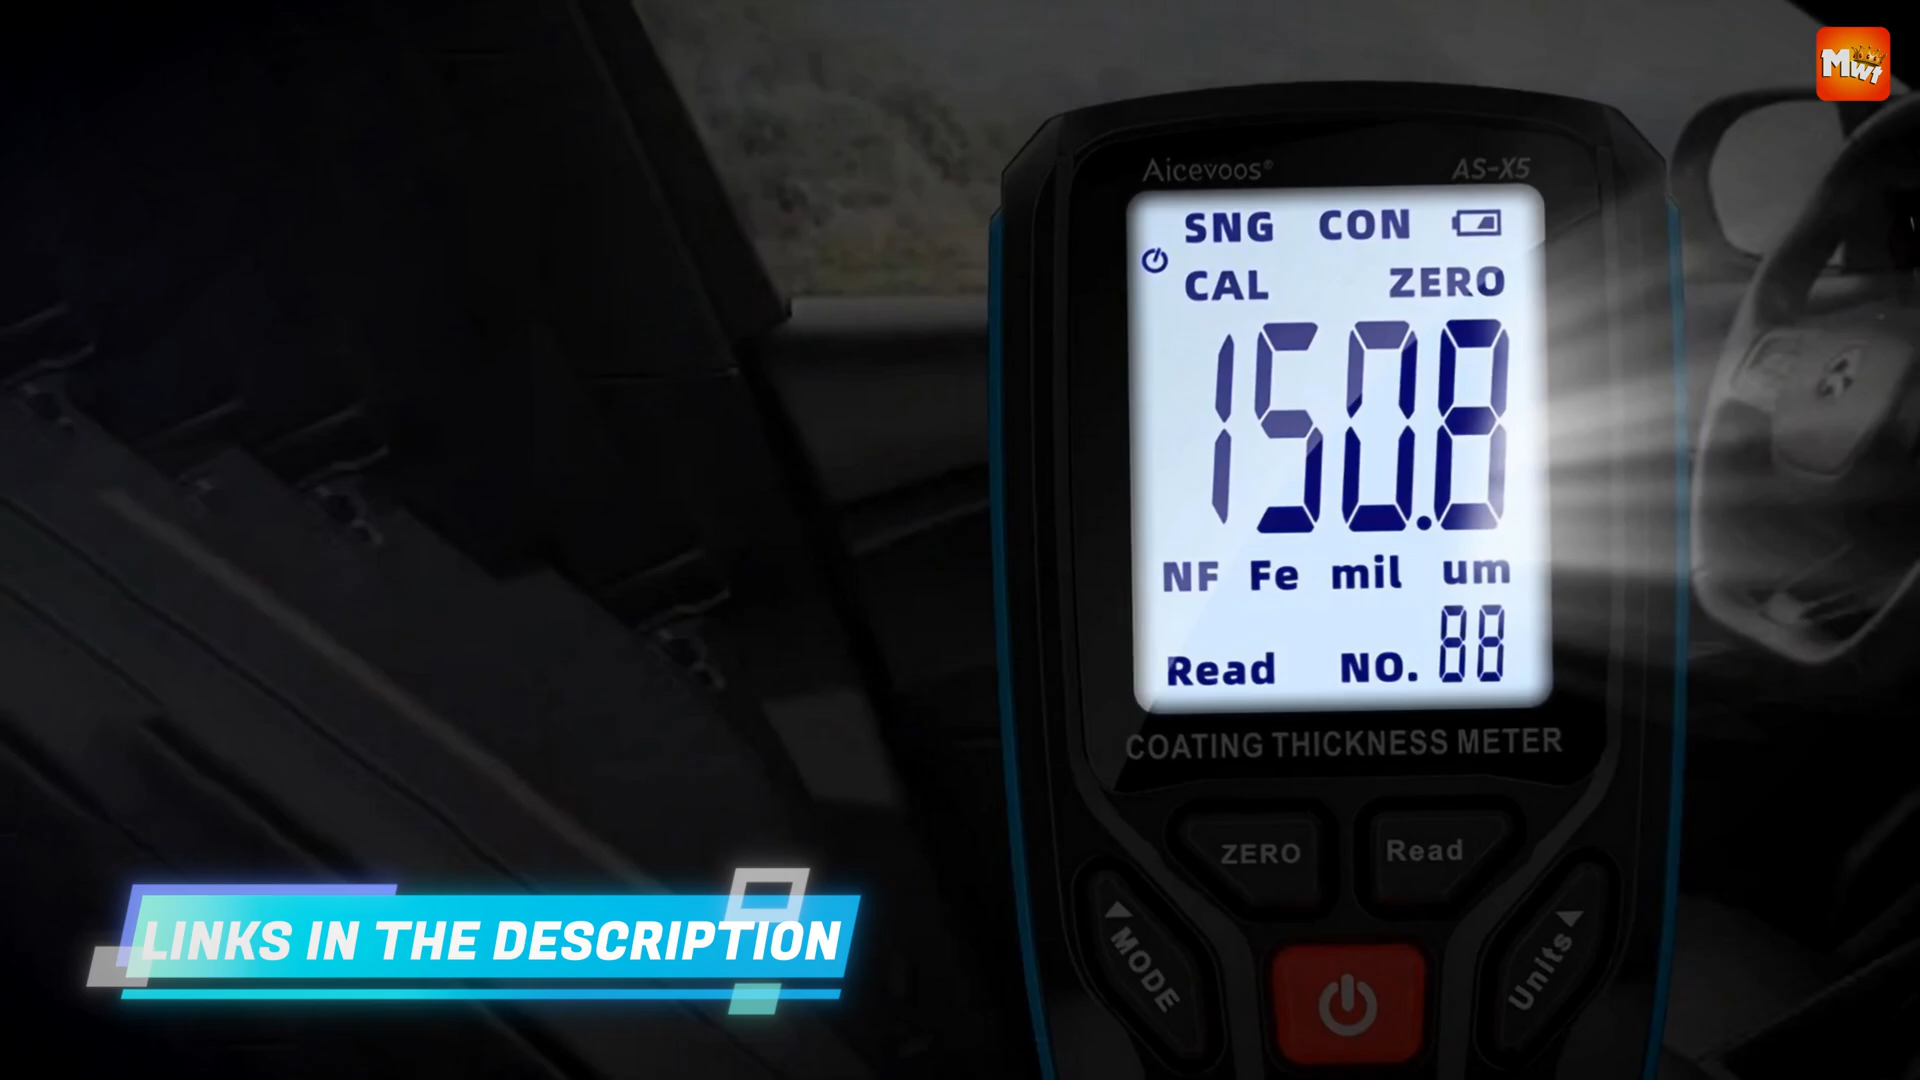 Mwt
Aicevoos® AS-X5
SNG CON
CAL ZERO
150.8
NF Fe mil um
Read NO. 88
COATING THICKNESS METER
ZERO Read
MODE Units
LINKS IN THE DESCRIPTION